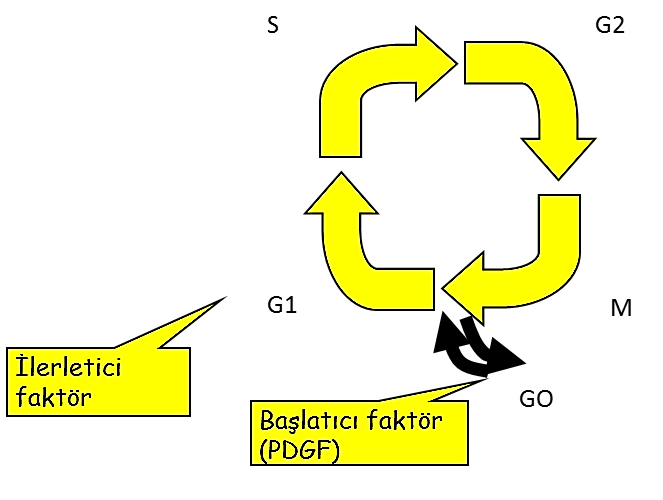 S
G2
G1
M
İlerletici
faktör
GO
Başlatıcı faktör
(PDGF)